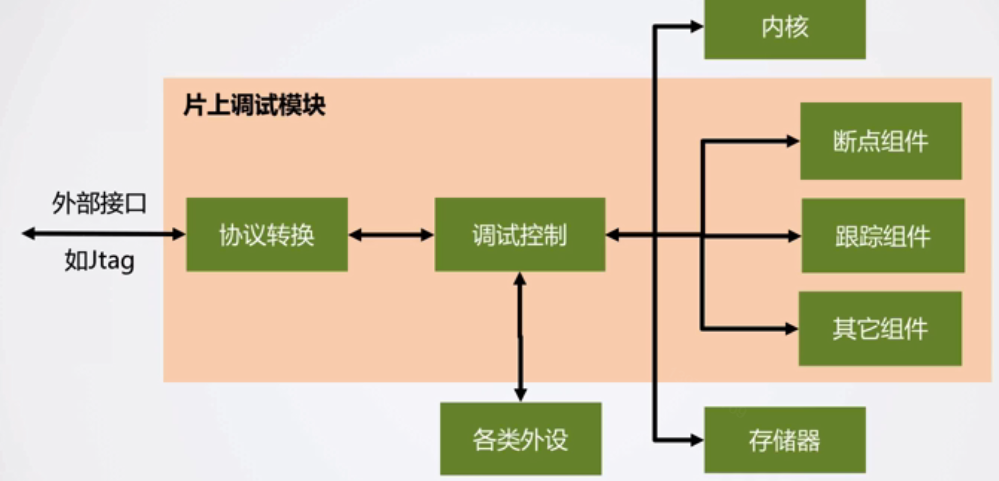 内核
片上调试模块
断点组件
外部接口
协议转换
调试控制
跟踪组件
如Jtag
其它组件
各类外设
存储器